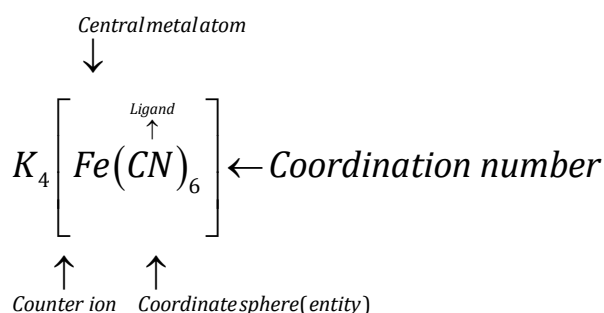 Central metal atom
↓
Ligand
↑
K₄[Fe(CN)₆] ← Coordination number
↑ ↑
Counter ion Coordinate sphere(entity)